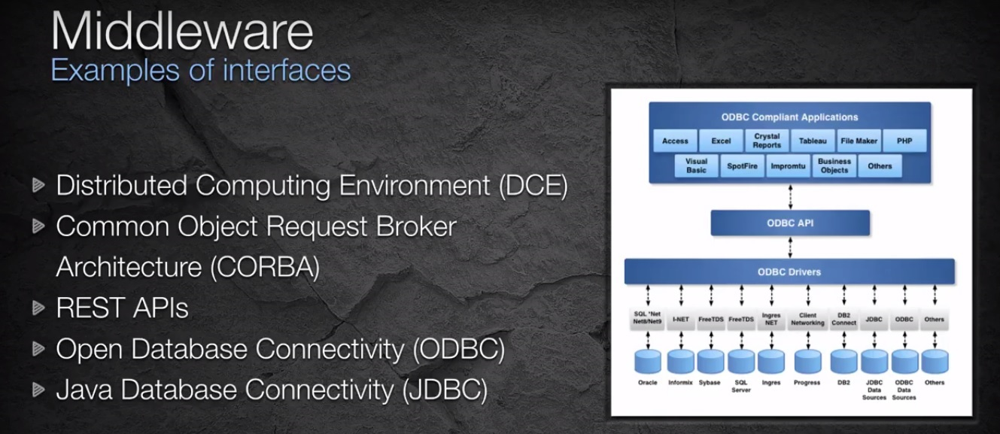 Middleware
Examples of interfaces
Distributed Computing Environment (DCE)
Common Object Request Broker
Architecture (CORBA)
REST APIs
Open Database Connectivity (ODBC)
Java Database Connectivity (JDBC)
ODBC Compliant Applications
Access Excel Crystal Reports Tableau File Maker PHP
Visual Basic SpotFire Impromtu Business Objects Others
ODBC API
ODBC Drivers
SQL *Net Net8/Net9 I-NET FreeTDS FreeTDS Ingres NET Client Networking DB2 Connect JDBC ODBC Others
Oracle Informix Sybase SQL Server Ingres Progress DB2 JDBC Data Sources ODBC Data Sources Others